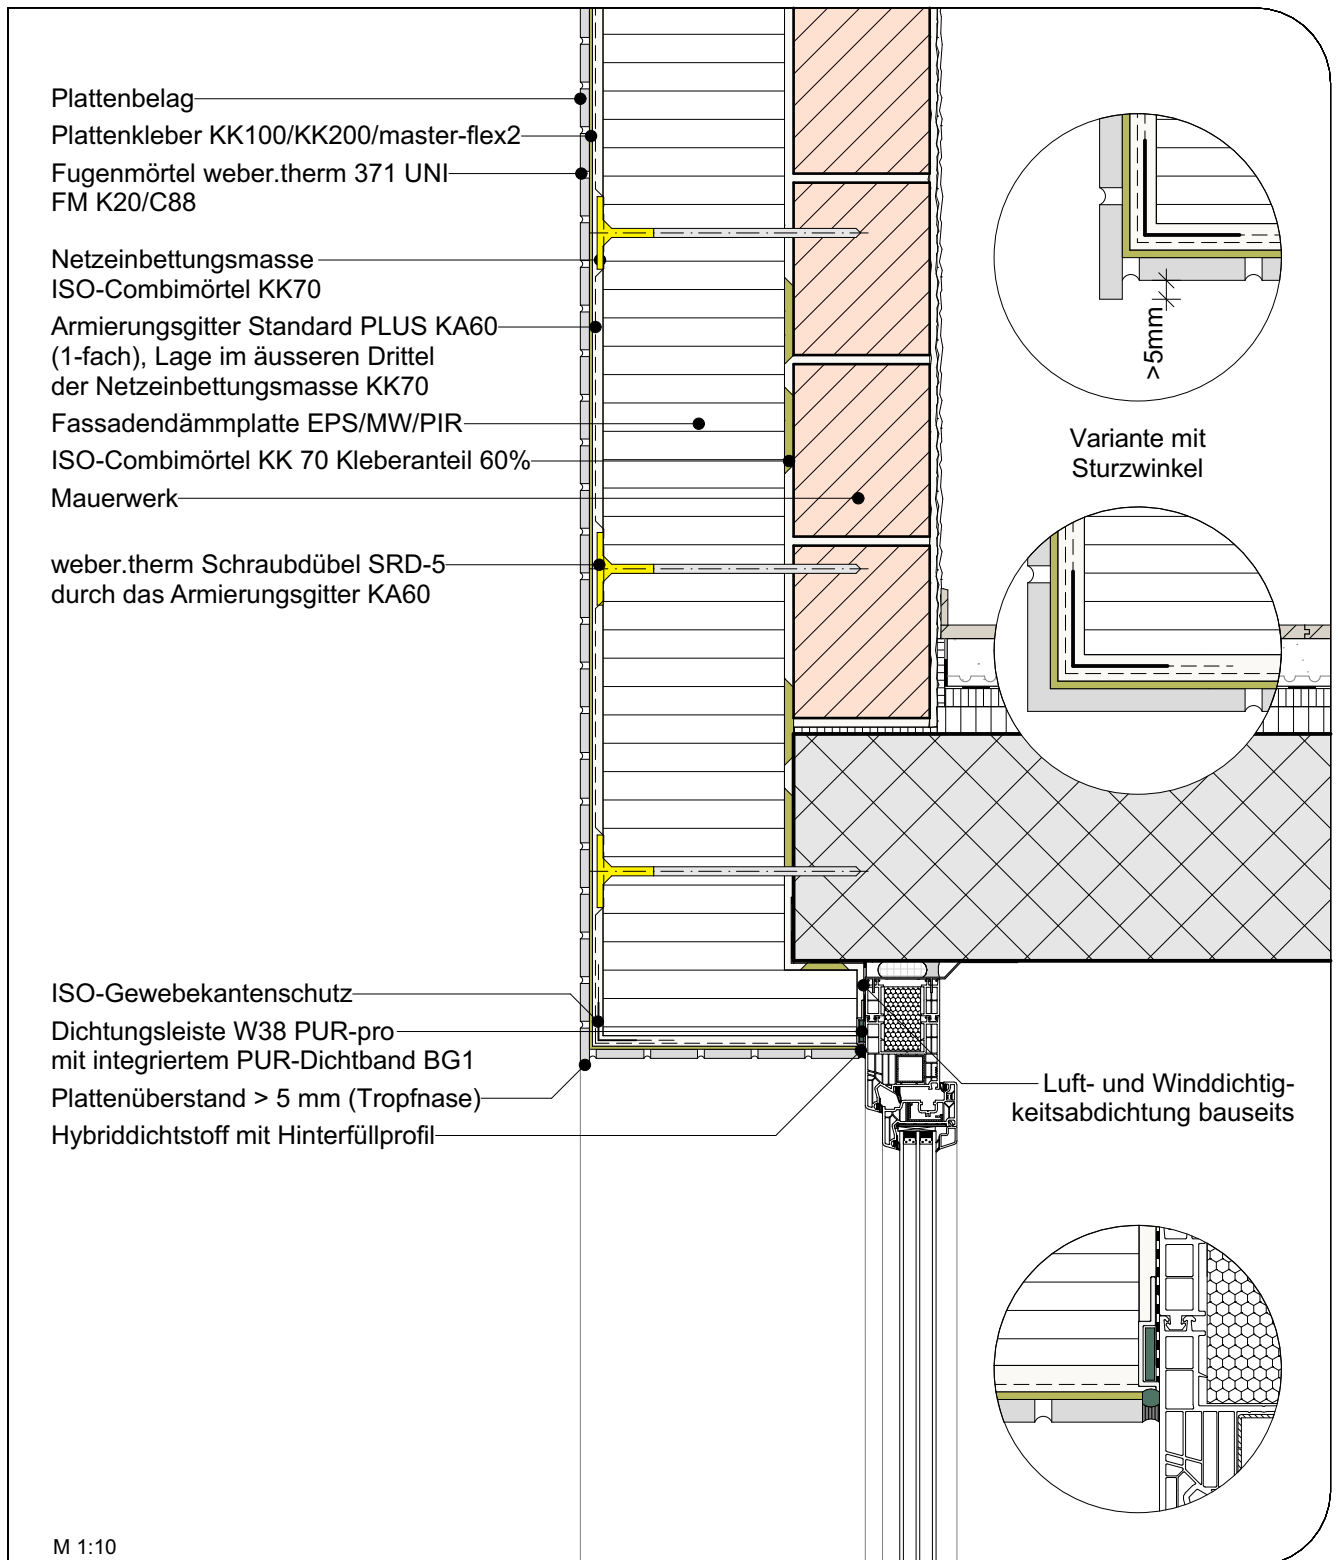 Plattenbelag
Plattenkleber KK100/KK200/master-flex2
Fugenmörtel weber.therm 371 UNI
FM K20/C88
Netzeinbettungsmasse
ISO-Combimörtel KK70
Armierungsgitter Standard PLUS KA60
(1-fach), Lage im äusseren Drittel
der Netzeinbettungsmasse KK70
Fassadendämmplatte EPS/MW/PIR
ISO-Combimörtel KK 70 Kleberanteil 60%
Mauerwerk
weber.therm Schraubdübel SRD-5
durch das Armierungsgitter KA60
>5mm
Variante mit
Sturzwinkel
ISO-Gewebekantenschutz
Dichtungsleiste W38 PUR-pro
mit integriertem PUR-Dichtband BG1
Plattenüberstand > 5 mm (Tropfnase)
Hybriddichtstoff mit Hinterfüllprofil
Luft- und Winddichtig-
keitsabdichtung bauseits
M 1:10